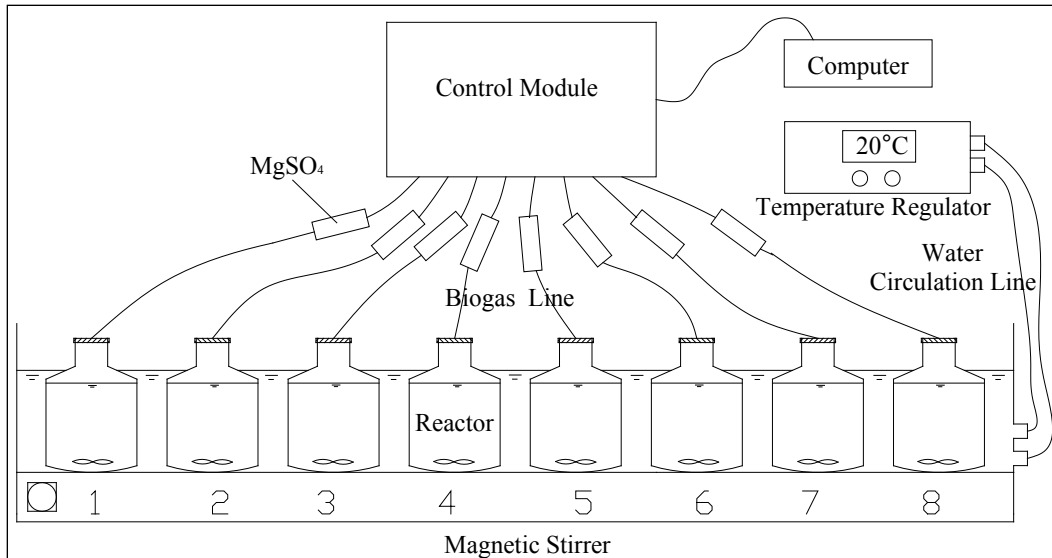 Control Module
Computer
20°C
MgSO₄
Temperature Regulator
Water
Circulation Line
Biogas Line
Reactor
1 2 3 4 5 6 7 8
Magnetic Stirrer